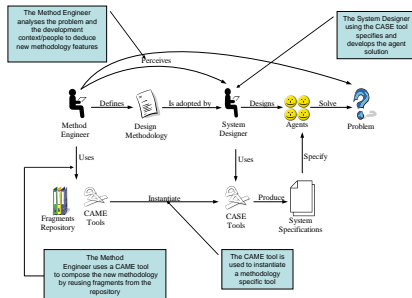 The Method Engineer
analyses the problem and
the development
context/people to deduce
new methodology features
The System Designer
using the CASE tool
specifies and
develops the agent
solution
Perceives
Defines
Is adopted by
Designs
Solve
Method
Engineer
Design
Methodology
System
Designer
Agents
Problem
Uses
Uses
Specify
Fragments
Repository
CAME
Tools
Instantiate
CASE
Tools
Produce
System
Specifications
The Method
Engineer uses a CAME tool
to compose the new methodology
by reusing fragments from the
repository
The CAME tool is
used to instantiate
a methodology
specific tool